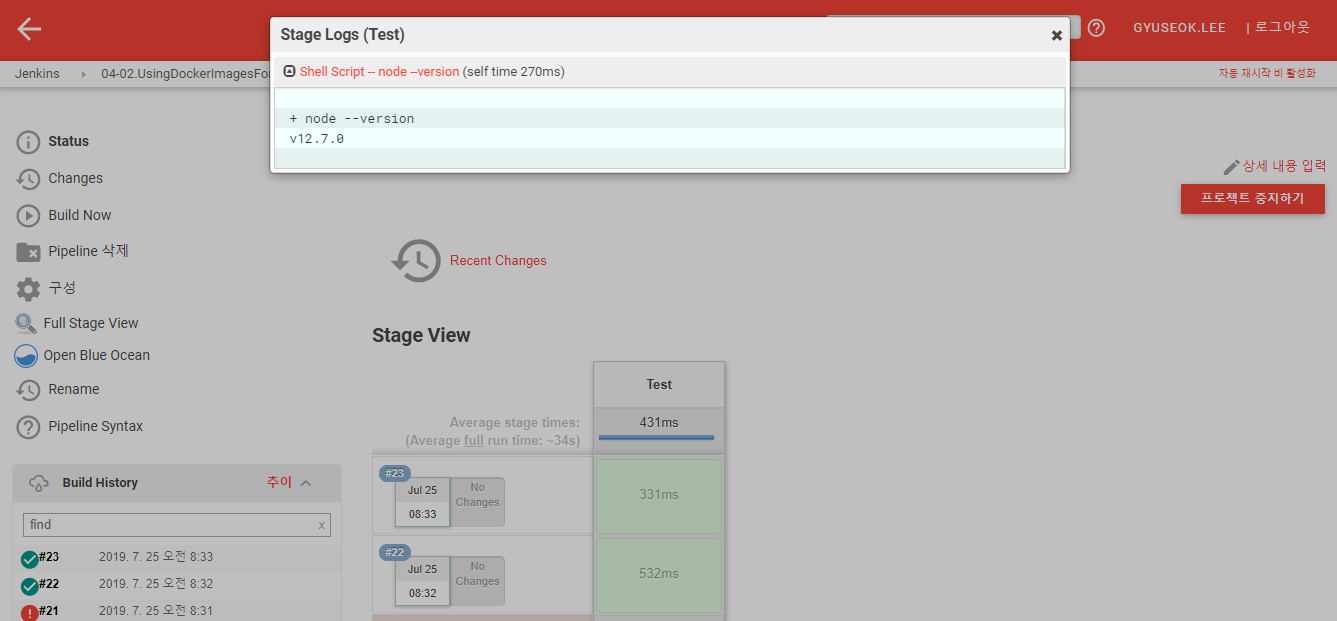 Stage Logs (Test)
Shell Script -- node --version (self time 270ms)
+ node --version
v12.7.0
GYUSEOK.LEE | 로그아웃
Jenkins 04-02.UsingDockerImagesFo
자동 재시작 비 활성화
Status
Changes
Build Now
Pipeline 삭제
구성
Full Stage View
Open Blue Ocean
Rename
Pipeline Syntax
상세 내용 입력
프로젝트 중지하기
Recent Changes
Stage View
Test
Average stage times:
(Average full run time: ~34s)
431ms
#23
Jul 25
08:33
No
Changes
331ms
#22
Jul 25
08:32
No
Changes
532ms
Build History 추이
find x
#23 2019. 7. 25 오전 8:33
#22 2019. 7. 25 오전 8:32
#21 2019. 7. 25 오전 8:31